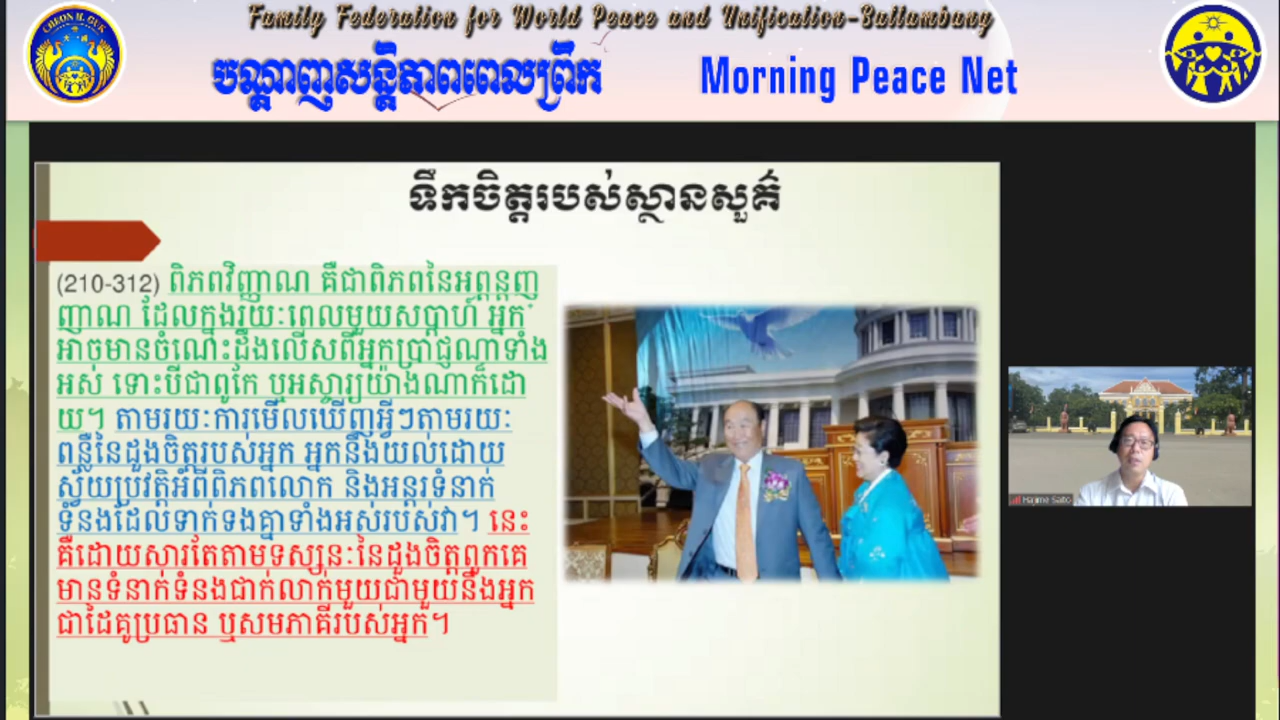 Family Federation for World Peace and Unification-Battambang
បណ្តាញសន្តិភាពពេលព្រឹក
Morning Peace Net
CHEON IL GUK
ទឹកចិត្តរបស់ស្ថានសួគ៌
(210-312) ពិភពវិញ្ញាណ គឺជាពិភពនៃអព្ភន្តញ
ញាណ ដែលក្នុងរយៈពេលមួយសប្តាហ៍ អ្នក
អាចមានចំណេះដឹងលើសពីអ្នកប្រាជ្ញណាទាំង
អស់ ទោះបីជាពូកែ ឬអស្ចារ្យយ៉ាងណាក៏ដោ
យ។ តាមរយៈការមើលឃើញអ្វីៗតាមរយៈ
ពន្លឺនៃដួងចិត្តរបស់អ្នក អ្នកនឹងយល់ដោយ
ស្វ័យប្រវត្តិអំពីពិភពលោក និងអន្តរទំនាក់
ទំនងដែលទាក់ទងគ្នាទាំងអស់របស់វា។ នេះ
គឺដោយសារតែតាមទស្សនៈនៃដួងចិត្តពួកគេ
មានទំនាក់ទំនងជាក់លាក់មួយជាមួយនឹងអ្នក
ជាដៃគូប្រធាន ឬសមភាគីរបស់អ្នក។
Hajime Saito